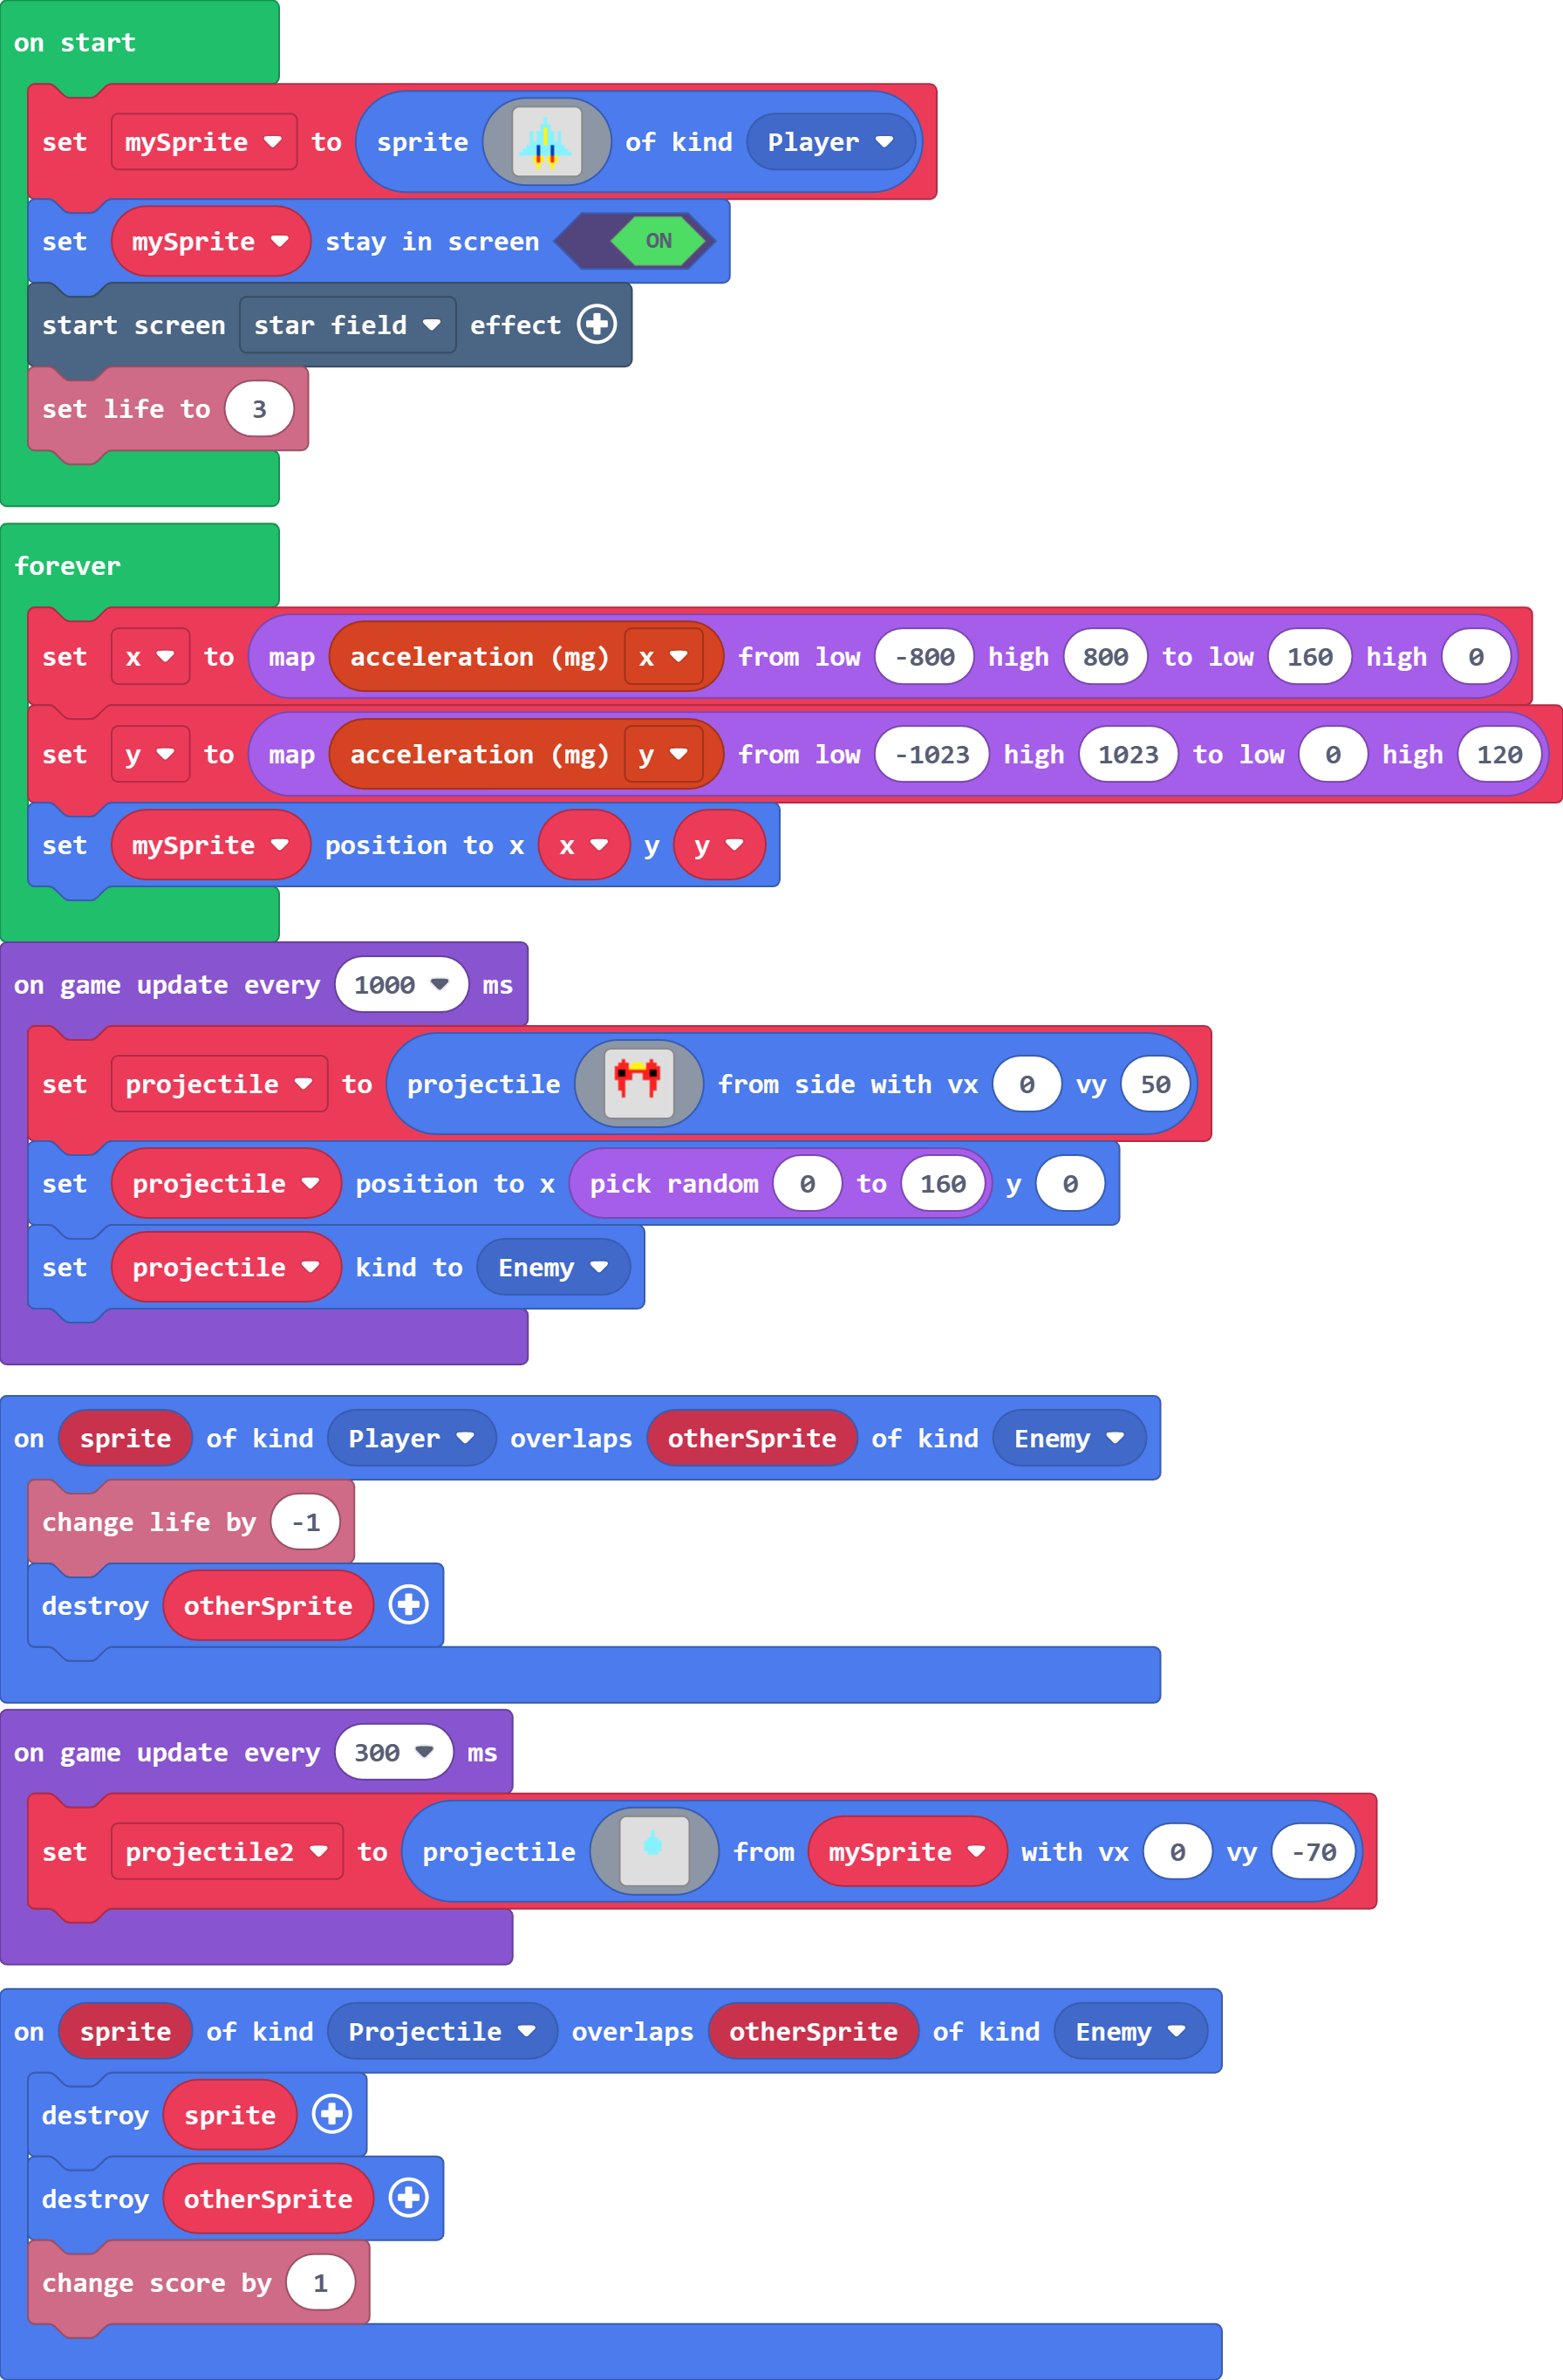 on start
set mySprite to sprite of kind Player
set mySprite stay in screen ON
start screen star field effect
set life to 3
forever
set x to map acceleration (mg) x from low -800 high 800 to low 160 high 0
set y to map acceleration (mg) y from low -1023 high 1023 to low 0 high 120
set mySprite position to x x y y
on game update every 1000 ms
set projectile to projectile from side with vx 0 vy 50
set projectile position to x pick random 0 to 160 y 0
set projectile kind to Enemy
on sprite of kind Player overlaps otherSprite of kind Enemy
change life by -1
destroy otherSprite
on game update every 300 ms
set projectile2 to projectile from mySprite with vx 0 vy -70
on sprite of kind Projectile overlaps otherSprite of kind Enemy
destroy sprite
destroy otherSprite
change score by 1